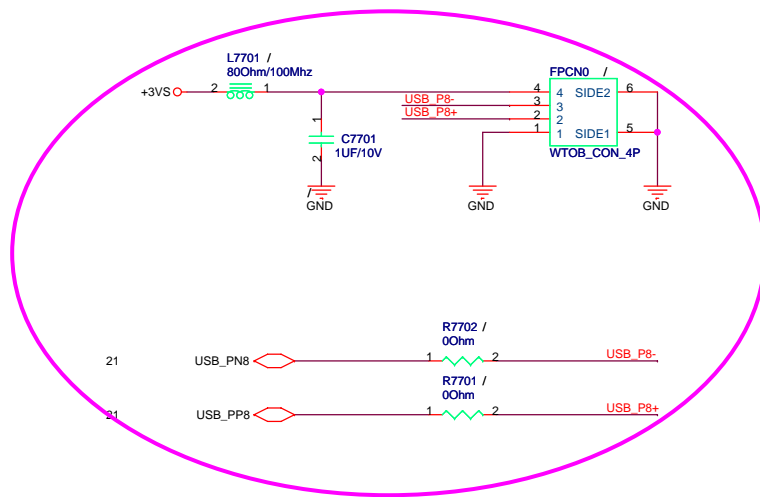 L7701 /
80Ohm/100Mhz
FPCN0 /
+3VS 2 1 4 4 SIDE2 6
USB_P8- 3 3
USB_P8+ 2 2
1 1 SIDE1 5
WTOB_CON_4P
1
C7701
1UF/10V
2
/
GND GND GND
R7702 /
0Ohm
21 USB_PN8 1 2 USB_P8-
R7701 /
0Ohm
21 USB_PP8 1 2 USB_P8+